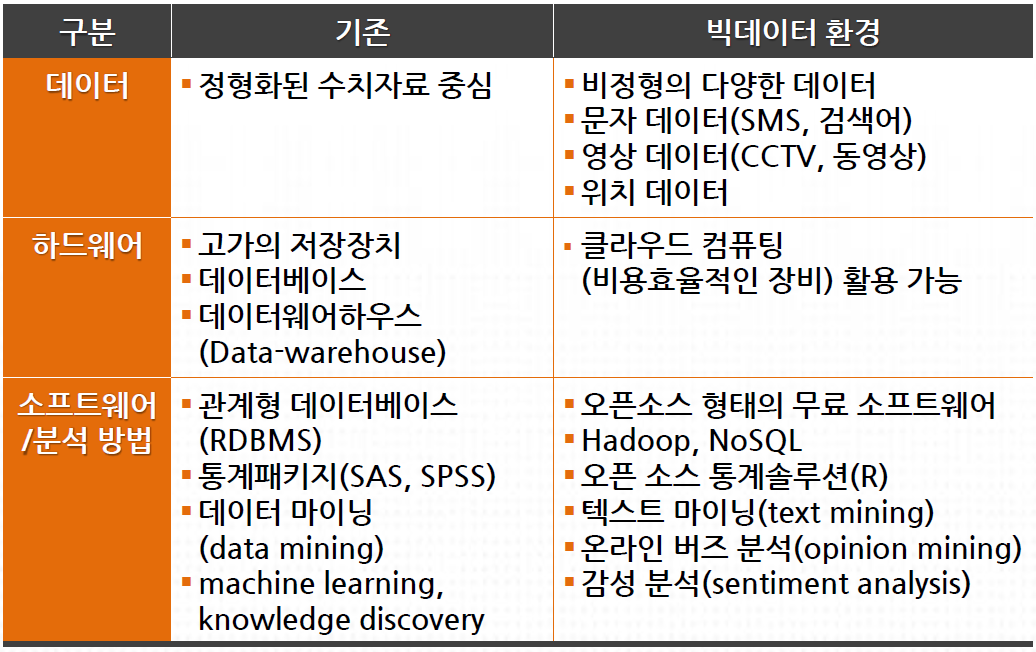 구분
기존
빅데이터 환경
데이터
▪ 정형화된 수치자료 중심
▪ 비정형의 다양한 데이터
▪ 문자 데이터(SMS, 검색어)
▪ 영상 데이터(CCTV, 동영상)
▪ 위치 데이터
하드웨어
▪ 고가의 저장장치
▪ 데이터베이스
▪ 데이터웨어하우스
(Data-warehouse)
▪ 클라우드 컴퓨팅
(비용효율적인 장비) 활용 가능
소프트웨어
/분석 방법
▪ 관계형 데이터베이스
(RDBMS)
▪ 통계패키지(SAS, SPSS)
▪ 데이터 마이닝
(data mining)
▪ machine learning,
knowledge discovery
▪ 오픈소스 형태의 무료 소프트웨어
▪ Hadoop, NoSQL
▪ 오픈 소스 통계솔루션(R)
▪ 텍스트 마이닝(text mining)
▪ 온라인 버즈 분석(opinion mining)
▪ 감성 분석(sentiment analysis)